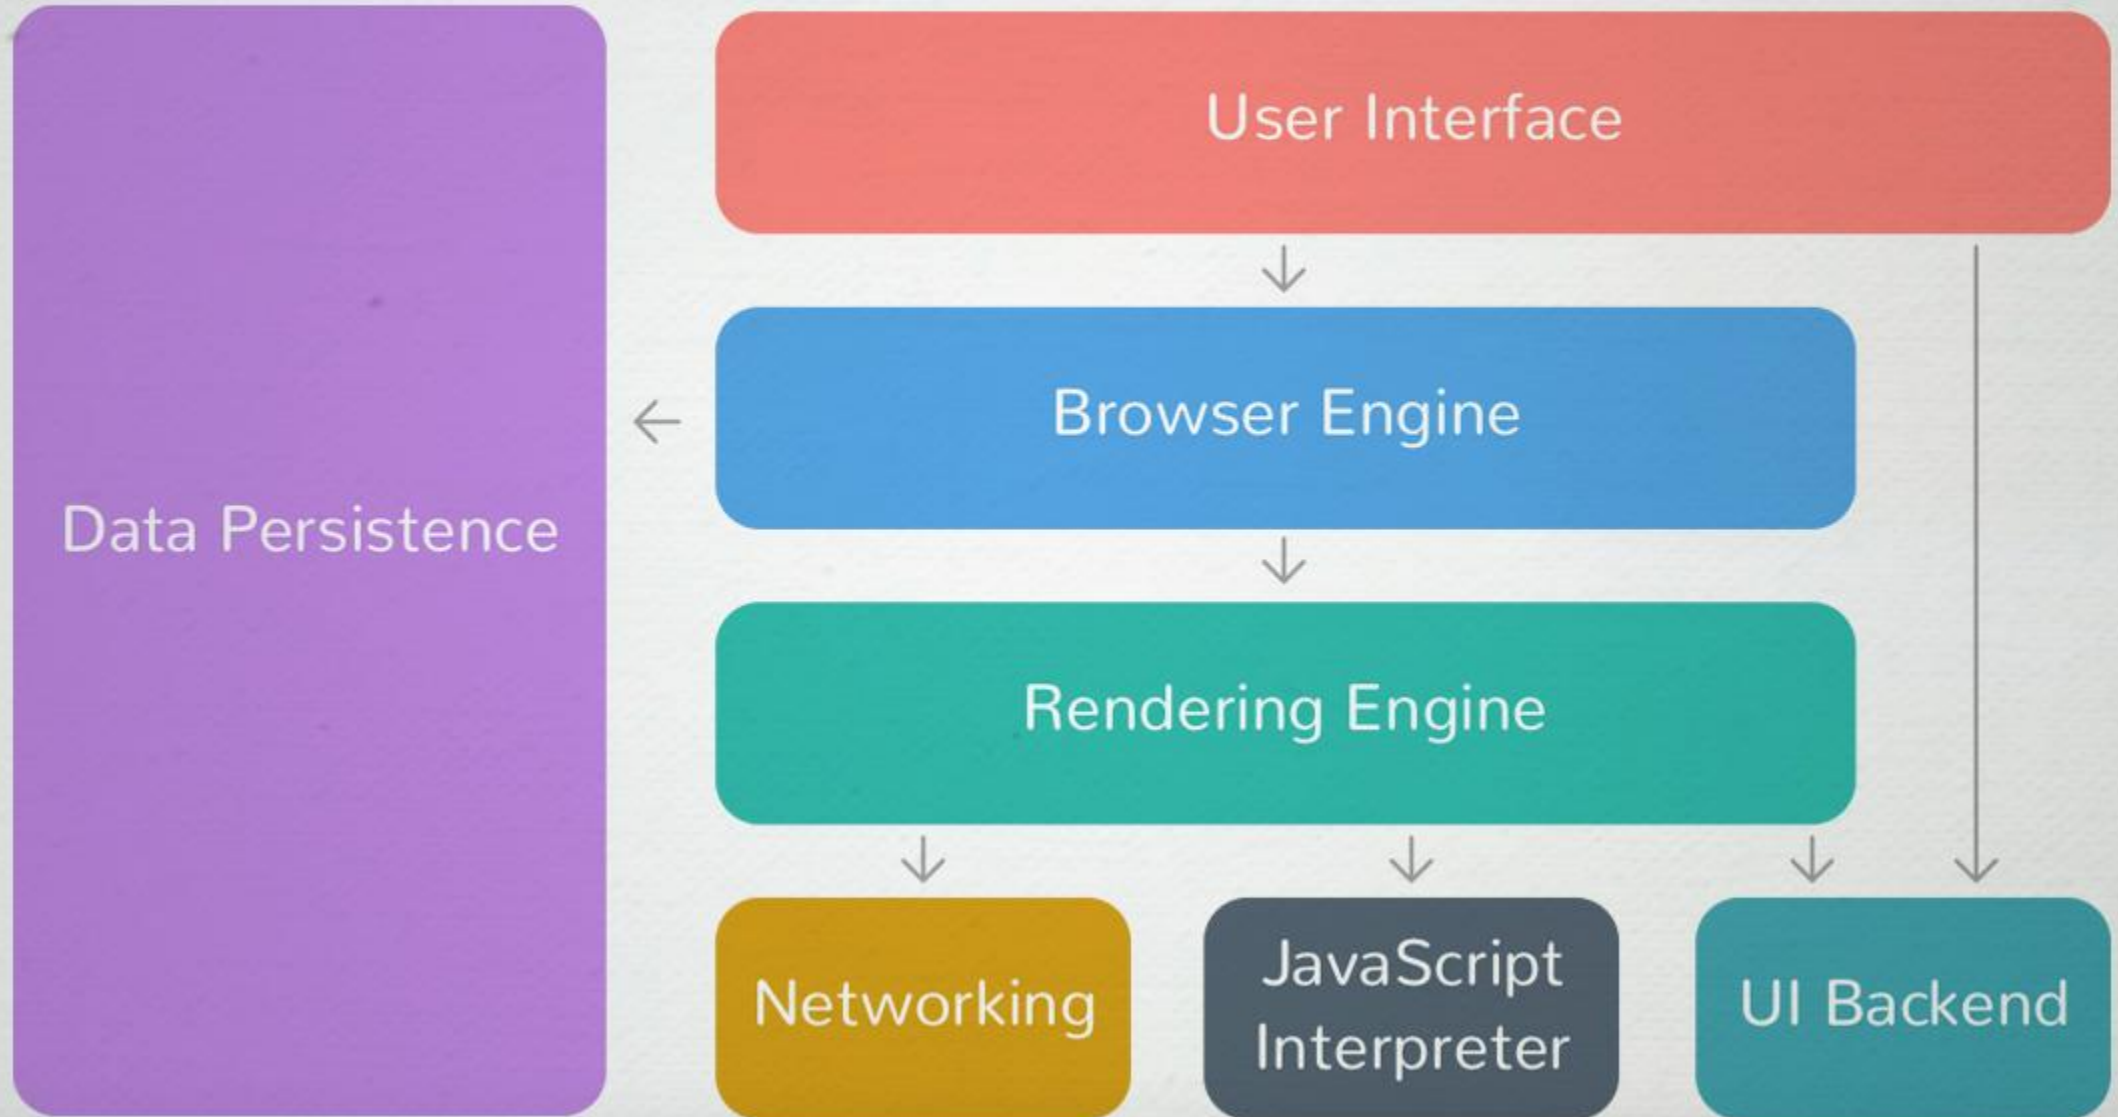 User Interface
Browser Engine
Data Persistence
Rendering Engine
Networking
JavaScript
Interpreter
UI Backend